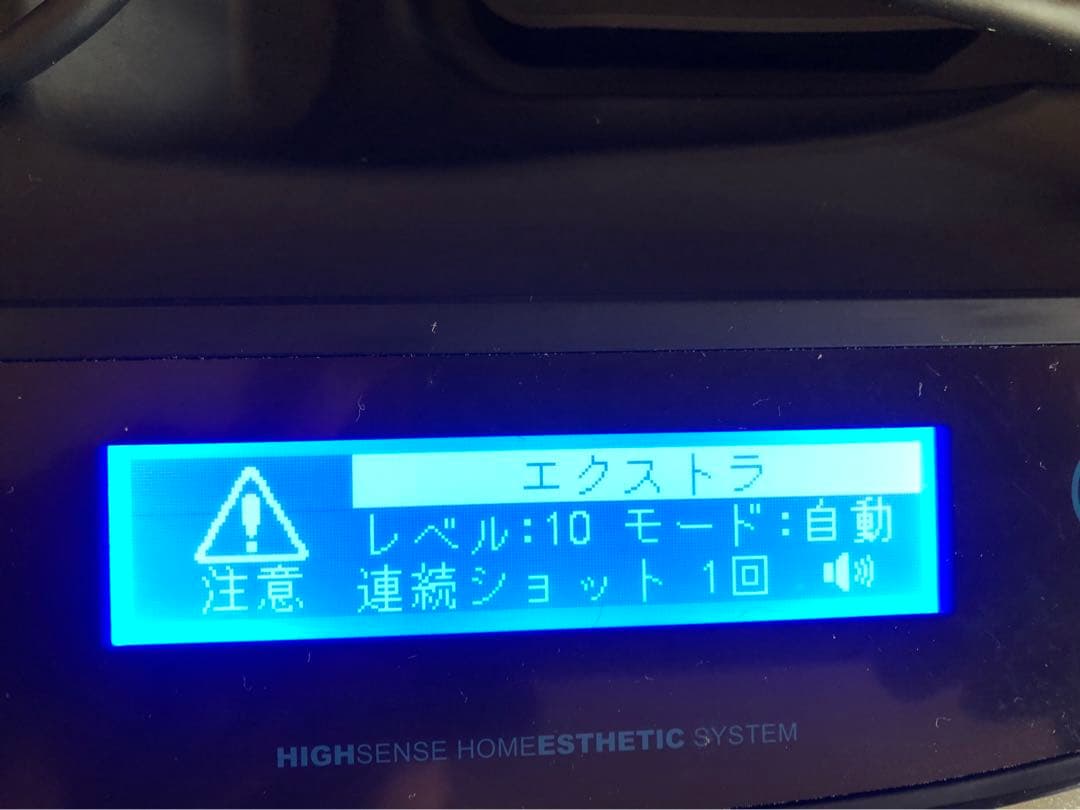 エクストラ
レベル:10 モード:自動
注意 連続ショット 1回
HIGHSENSE HOMEESTHETIC SYSTEM